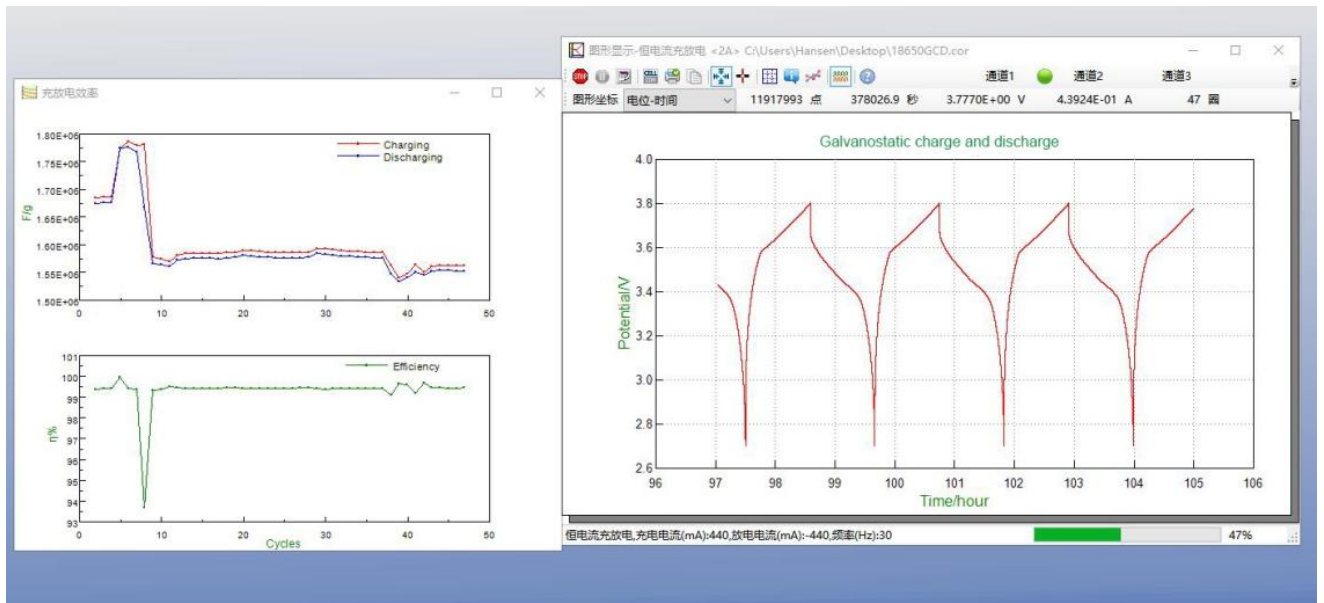 充放电效率
1.80E+06
1.75E+06
1.70E+06
1.65E+06
1.60E+06
1.55E+06
1.50E+06
F/g
Charging
Discharging
0 10 20 30 40 50
101
100
99
98
97
96
95
94
93
η%
Efficiency
0 10 20 30 40 50
Cycles
图形显示-恒电流充放电 <2A> C:\Users\Hansen\Desktop\18650GCD.cor
STOP 通道1 通道2 通道3
图形坐标 电位-时间 11917993 点 378026.9 秒 3.7770E+00 V 4.3924E-01 A 47 圈
Galvanostatic charge and discharge
4.0
3.8
3.6
3.4
3.2
3.0
2.8
2.6
Potential/V
96 97 98 99 100 101 102 103 104 105 106
Time/hour
恒电流充放电,充电电流(mA):440,放电电流(mA):-440,频率(Hz):30 47%